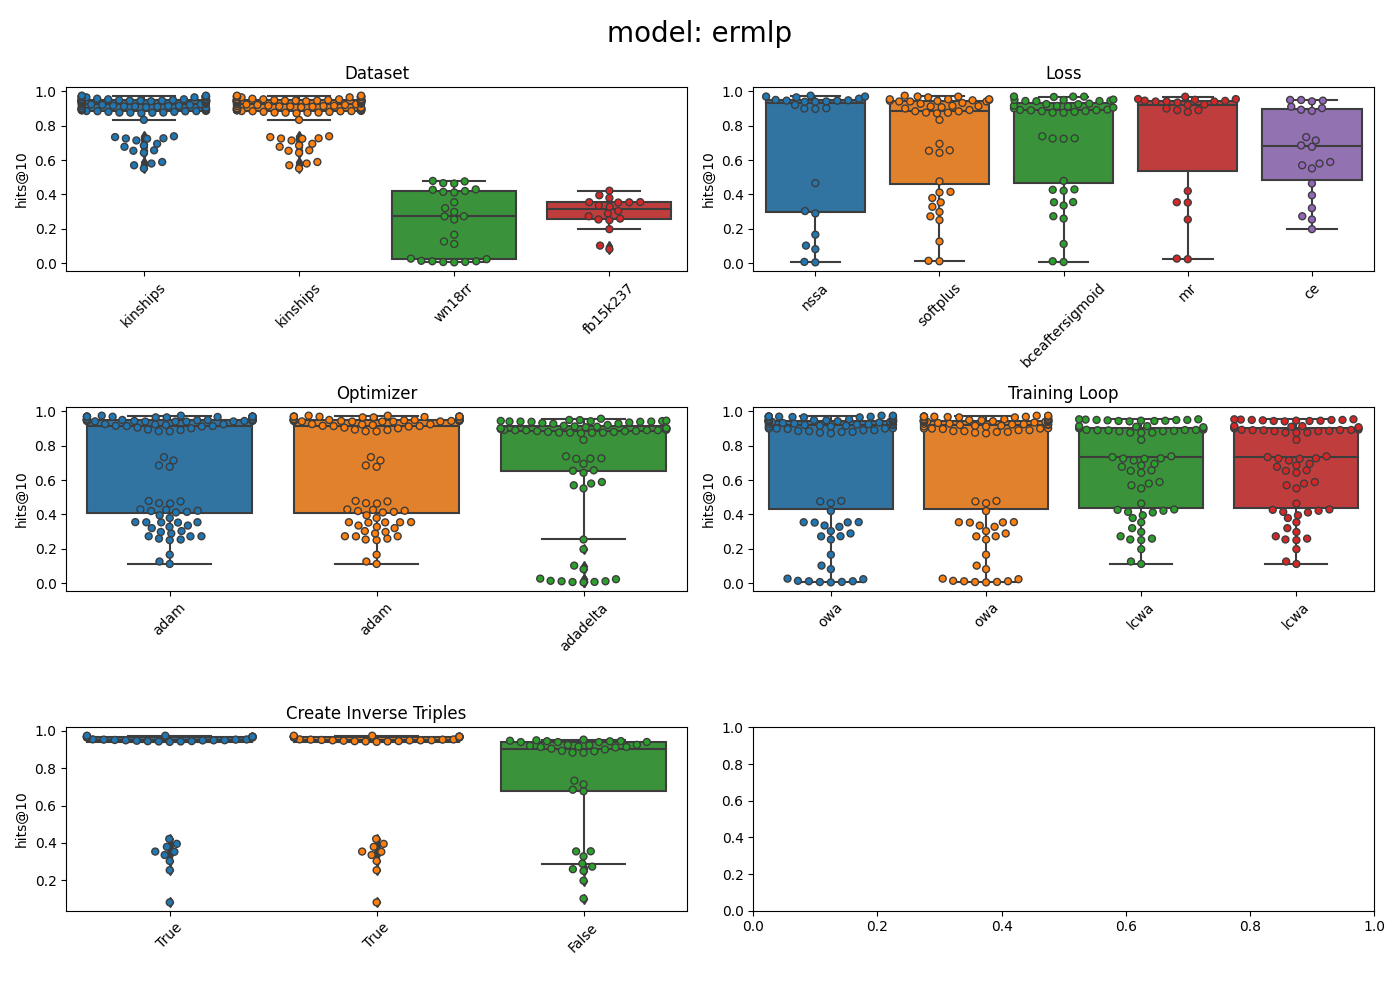 model: ermlp
Dataset
hits@10
1.0
0.8
0.6
0.4
0.2
0.0
kinships
kinships
wn18rr
fb15k237
Loss
hits@10
1.0
0.8
0.6
0.4
0.2
0.0
nssa
softplus
bceaftersigmoid
mr
ce
Optimizer
hits@10
1.0
0.8
0.6
0.4
0.2
0.0
adam
adam
adadelta
Training Loop
hits@10
1.0
0.8
0.6
0.4
0.2
0.0
owa
owa
lcwa
lcwa
Create Inverse Triples
hits@10
1.0
0.8
0.6
0.4
0.2
True
True
False
1.0
0.8
0.6
0.4
0.2
0.0
0.0 0.2 0.4 0.6 0.8 1.0